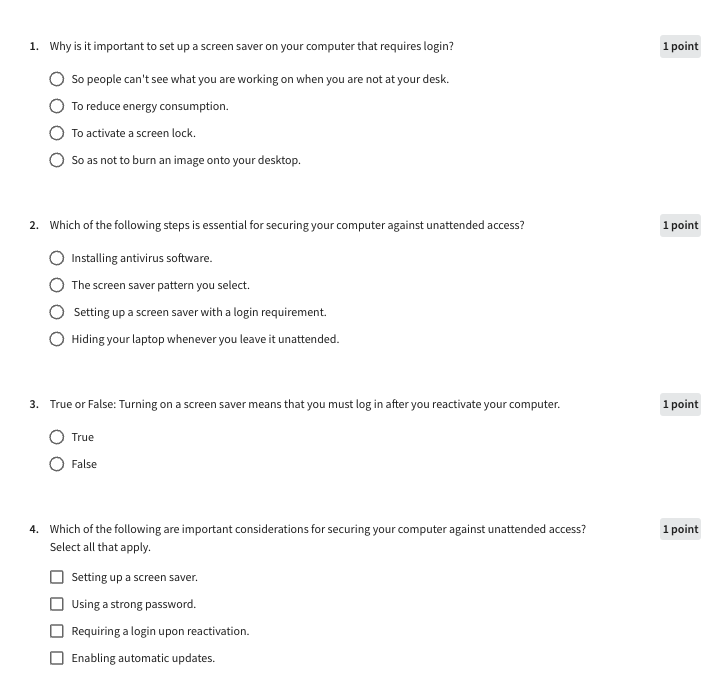 1. Why is it important to set up a screen saver on your computer that requires login? 1 point
So people can't see what you are working on when you are not at your desk.
To reduce energy consumption.
To activate a screen lock.
So as not to burn an image onto your desktop.
2. Which of the following steps is essential for securing your computer against unattended access? 1 point
Installing antivirus software.
The screen saver pattern you select.
Setting up a screen saver with a login requirement.
Hiding your laptop whenever you leave it unattended.
3. True or False: Turning on a screen saver means that you must log in after you reactivate your computer. 1 point
True
False
4. Which of the following are important considerations for securing your computer against unattended access? 1 point
Select all that apply.
Setting up a screen saver.
Using a strong password.
Requiring a login upon reactivation.
Enabling automatic updates.